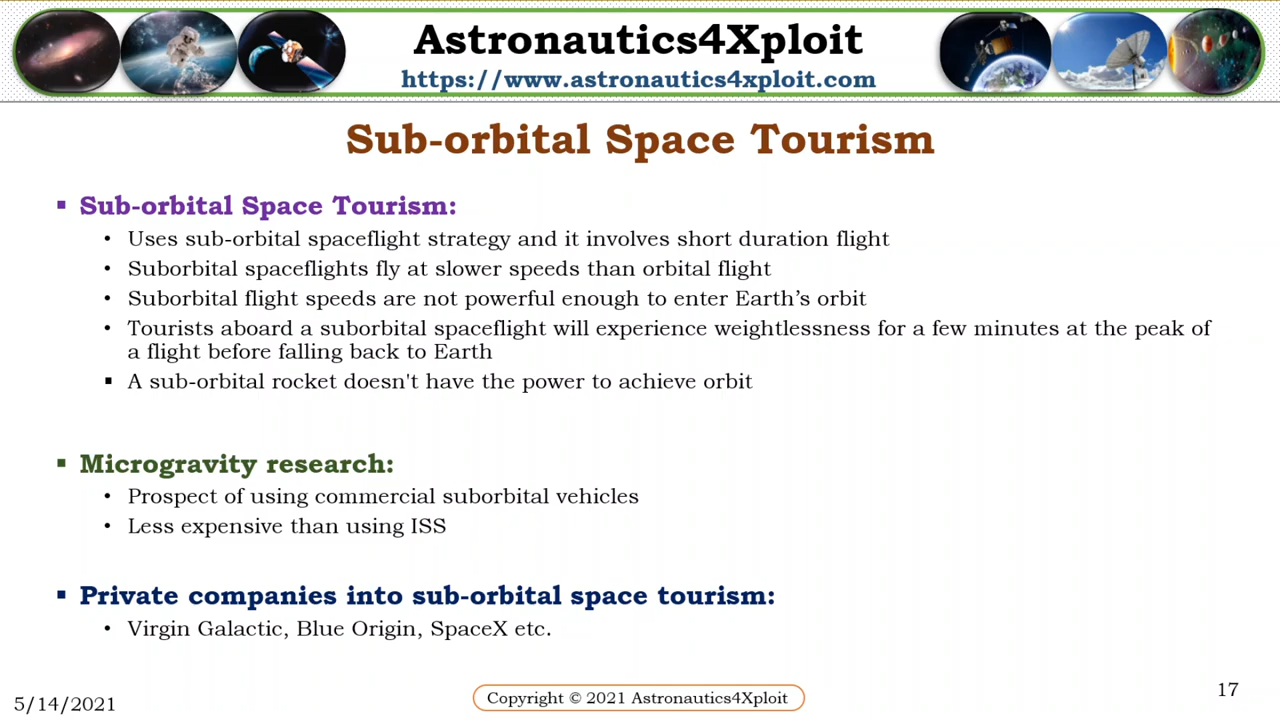 Astronautics4Xploit
https://www.astronautics4xploit.com
Sub-orbital Space Tourism
▪ Sub-orbital Space Tourism:
• Uses sub-orbital spaceflight strategy and it involves short duration flight
• Suborbital spaceflights fly at slower speeds than orbital flight
• Suborbital flight speeds are not powerful enough to enter Earth’s orbit
• Tourists aboard a suborbital spaceflight will experience weightlessness for a few minutes at the peak of
a flight before falling back to Earth
▪ A sub-orbital rocket doesn't have the power to achieve orbit
▪ Microgravity research:
• Prospect of using commercial suborbital vehicles
• Less expensive than using ISS
▪ Private companies into sub-orbital space tourism:
• Virgin Galactic, Blue Origin, SpaceX etc.
5/14/2021
Copyright © 2021 Astronautics4Xploit
17